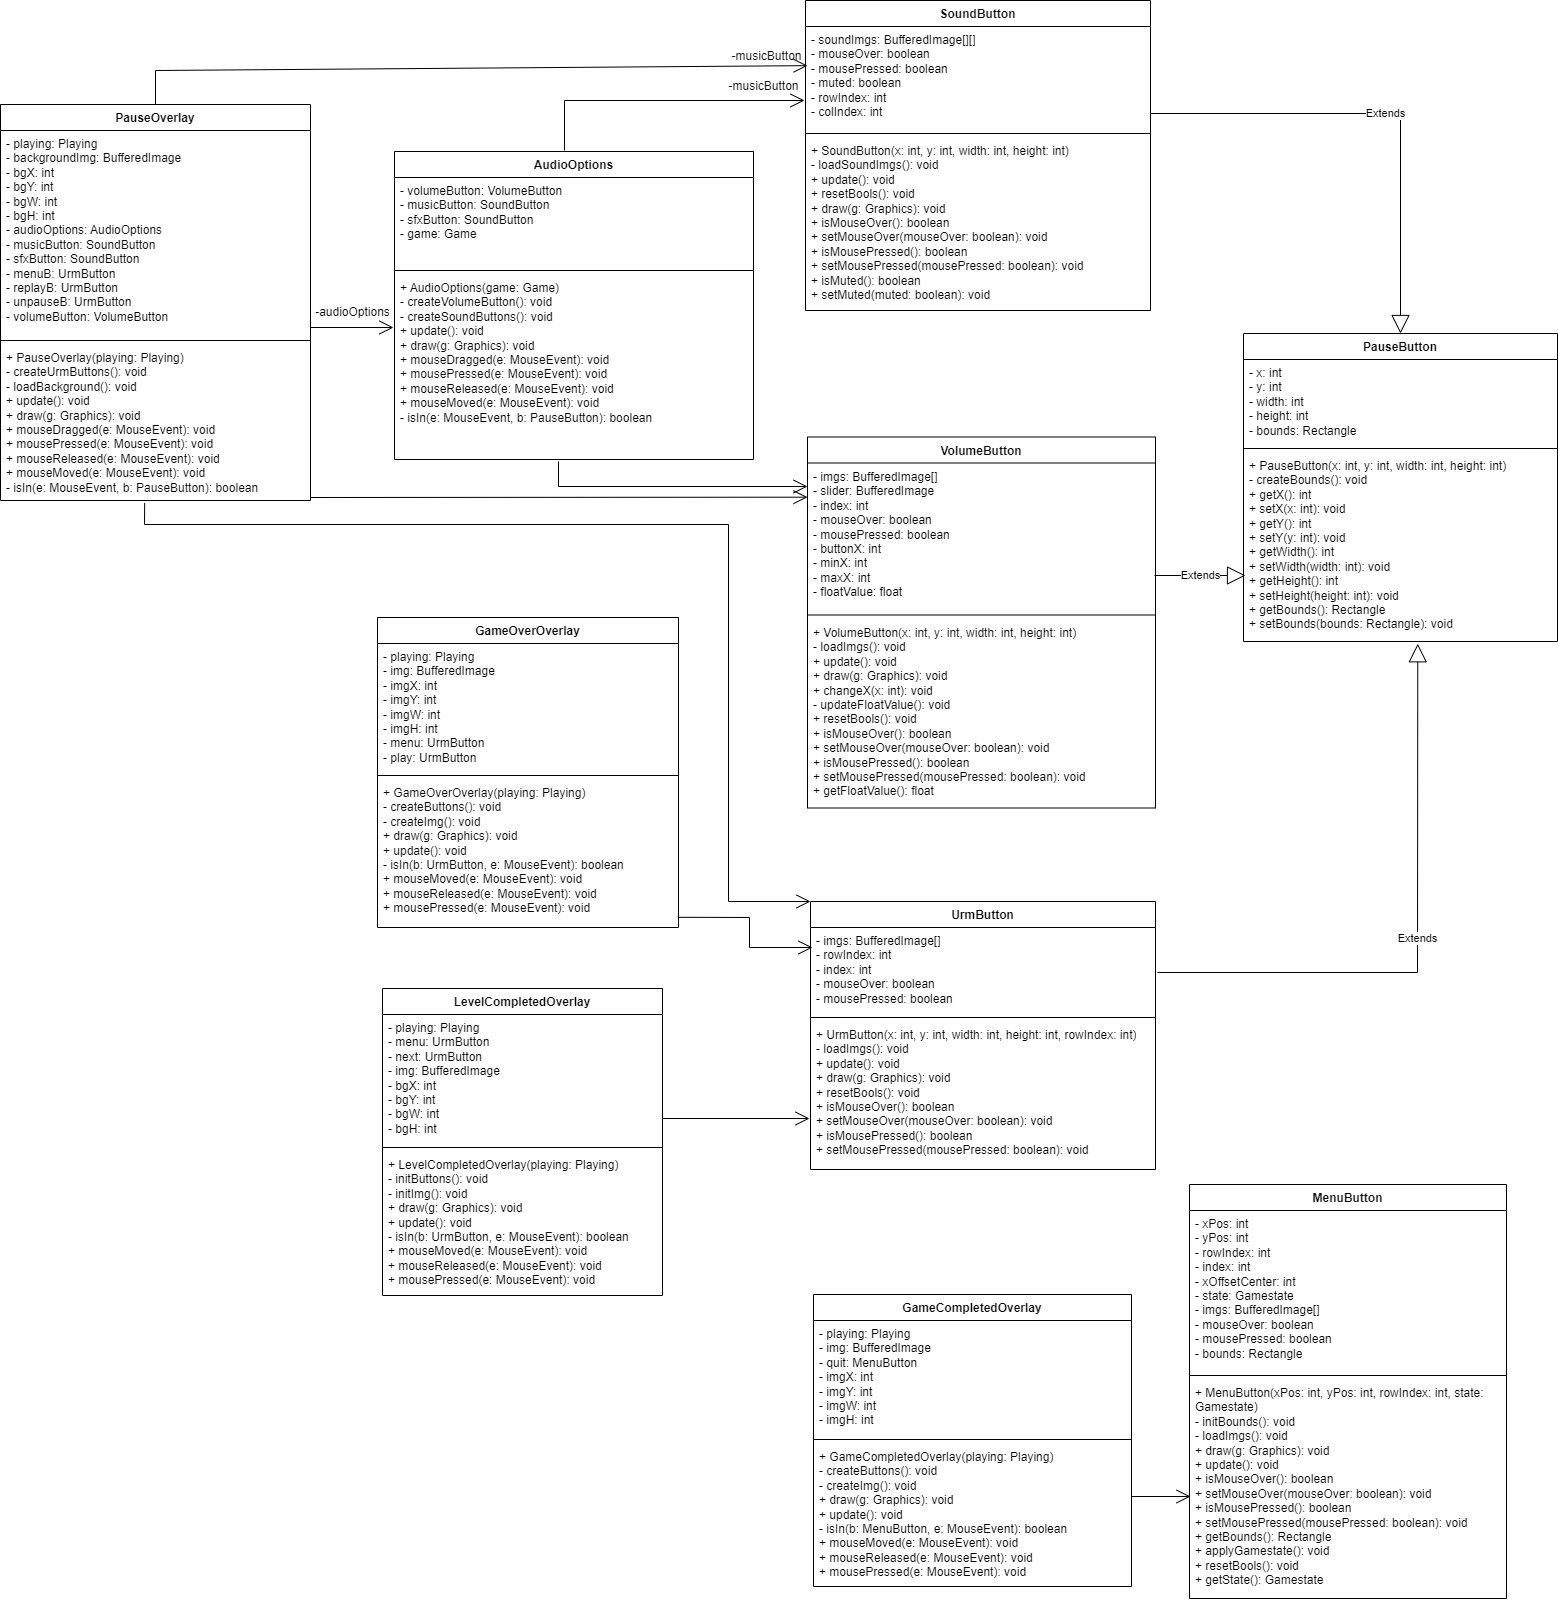 SoundButton
- soundImgs: BufferedImage[][]
- mouseOver: boolean
- mousePressed: boolean
- muted: boolean
- rowIndex: int
- colIndex: int
+ SoundButton(x: int, y: int, width: int, height: int)
- loadSoundImgs(): void
+ update(): void
+ resetBools(): void
+ draw(g: Graphics): void
+ isMouseOver(): boolean
+ setMouseOver(mouseOver: boolean): void
+ isMousePressed(): boolean
+ setMousePressed(mousePressed: boolean): void
+ isMuted(): boolean
+ setMuted(muted: boolean): void
-musicButton
-musicButton
Extends
PauseOverlay
- playing: Playing
- backgroundImg: BufferedImage
- bgX: int
- bgY: int
- bgW: int
- bgH: int
- audioOptions: AudioOptions
- musicButton: SoundButton
- sfxButton: SoundButton
- menuB: UrmButton
- replayB: UrmButton
- unpauseB: UrmButton
- volumeButton: VolumeButton
+ PauseOverlay(playing: Playing)
- createUrmButtons(): void
- loadBackground(): void
+ update(): void
+ draw(g: Graphics): void
+ mouseDragged(e: MouseEvent): void
+ mousePressed(e: MouseEvent): void
+ mouseReleased(e: MouseEvent): void
+ mouseMoved(e: MouseEvent): void
- isIn(e: MouseEvent, b: PauseButton): boolean
-audioOptions
AudioOptions
- volumeButton: VolumeButton
- musicButton: SoundButton
- sfxButton: SoundButton
- game: Game
+ AudioOptions(game: Game)
- createVolumeButton(): void
- createSoundButtons(): void
+ update(): void
+ draw(g: Graphics): void
+ mouseDragged(e: MouseEvent): void
+ mousePressed(e: MouseEvent): void
+ mouseReleased(e: MouseEvent): void
+ mouseMoved(e: MouseEvent): void
- isIn(e: MouseEvent, b: PauseButton): boolean
PauseButton
- x: int
- y: int
- width: int
- height: int
- bounds: Rectangle
+ PauseButton(x: int, y: int, width: int, height: int)
- createBounds(): void
+ getX(): int
+ setX(x: int): void
+ getY(): int
+ setY(y: int): void
+ getWidth(): int
+ setWidth(width: int): void
+ getHeight(): int
+ setHeight(height: int): void
+ getBounds(): Rectangle
+ setBounds(bounds: Rectangle): void
VolumeButton
- imgs: BufferedImage[]
- slider: BufferedImage
- index: int
- mouseOver: boolean
- mousePressed: boolean
- buttonX: int
- minX: int
- maxX: int
- floatValue: float
+ VolumeButton(x: int, y: int, width: int, height: int)
- loadImgs(): void
+ update(): void
+ draw(g: Graphics): void
+ changeX(x: int): void
- updateFloatValue(): void
+ resetBools(): void
+ isMouseOver(): boolean
+ setMouseOver(mouseOver: boolean): void
+ isMousePressed(): boolean
+ setMousePressed(mousePressed: boolean): void
+ getFloatValue(): float
Extends
GameOverOverlay
- playing: Playing
- img: BufferedImage
- imgX: int
- imgY: int
- imgW: int
- imgH: int
- menu: UrmButton
- play: UrmButton
+ GameOverOverlay(playing: Playing)
- createButtons(): void
- createImg(): void
+ draw(g: Graphics): void
+ update(): void
- isIn(b: UrmButton, e: MouseEvent): boolean
+ mouseMoved(e: MouseEvent): void
+ mouseReleased(e: MouseEvent): void
+ mousePressed(e: MouseEvent): void
UrmButton
- imgs: BufferedImage[]
- rowIndex: int
- index: int
- mouseOver: boolean
- mousePressed: boolean
+ UrmButton(x: int, y: int, width: int, height: int, rowIndex: int)
- loadImgs(): void
+ update(): void
+ draw(g: Graphics): void
+ resetBools(): void
+ isMouseOver(): boolean
+ setMouseOver(mouseOver: boolean): void
+ isMousePressed(): boolean
+ setMousePressed(mousePressed: boolean): void
Extends
LevelCompletedOverlay
- playing: Playing
- menu: UrmButton
- next: UrmButton
- img: BufferedImage
- bgX: int
- bgY: int
- bgW: int
- bgH: int
+ LevelCompletedOverlay(playing: Playing)
- initButtons(): void
- initImg(): void
+ draw(g: Graphics): void
+ update(): void
- isIn(b: UrmButton, e: MouseEvent): boolean
+ mouseMoved(e: MouseEvent): void
+ mouseReleased(e: MouseEvent): void
+ mousePressed(e: MouseEvent): void
MenuButton
- xPos: int
- yPos: int
- rowIndex: int
- index: int
- xOffsetCenter: int
- state: Gamestate
- imgs: BufferedImage[]
- mouseOver: boolean
- mousePressed: boolean
- bounds: Rectangle
+ MenuButton(xPos: int, yPos: int, rowIndex: int, state:
Gamestate)
- initBounds(): void
- loadImgs(): void
+ draw(g: Graphics): void
+ update(): void
+ isMouseOver(): boolean
+ setMouseOver(mouseOver: boolean): void
+ isMousePressed(): boolean
+ setMousePressed(mousePressed: boolean): void
+ getBounds(): Rectangle
+ applyGamestate(): void
+ resetBools(): void
+ getState(): Gamestate
GameCompletedOverlay
- playing: Playing
- img: BufferedImage
- quit: MenuButton
- imgX: int
- imgY: int
- imgW: int
- imgH: int
+ GameCompletedOverlay(playing: Playing)
- createButtons(): void
- createImg(): void
+ draw(g: Graphics): void
+ update(): void
- isIn(b: MenuButton, e: MouseEvent): boolean
+ mouseMoved(e: MouseEvent): void
+ mouseReleased(e: MouseEvent): void
+ mousePressed(e: MouseEvent): void